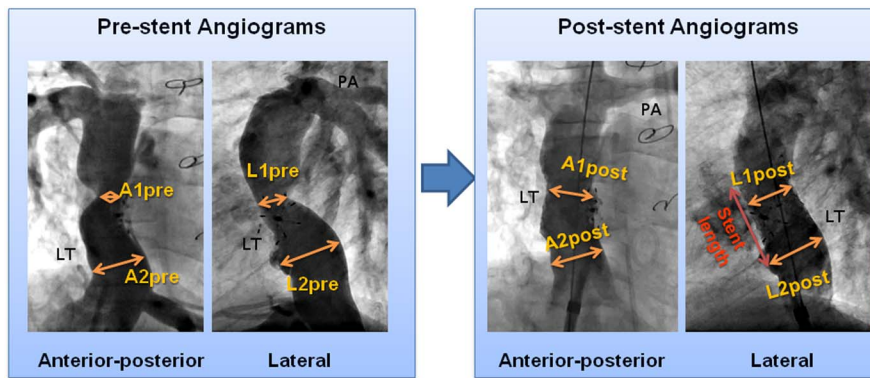 Pre-stent Angiograms
A1pre
LT
A2pre
Anterior-posterior
PA
L1pre
LT
L2pre
Lateral
Post-stent Angiograms
PA
A1post
LT
A2post
Anterior-posterior
L1post
LT
Stent
length
L2post
Lateral